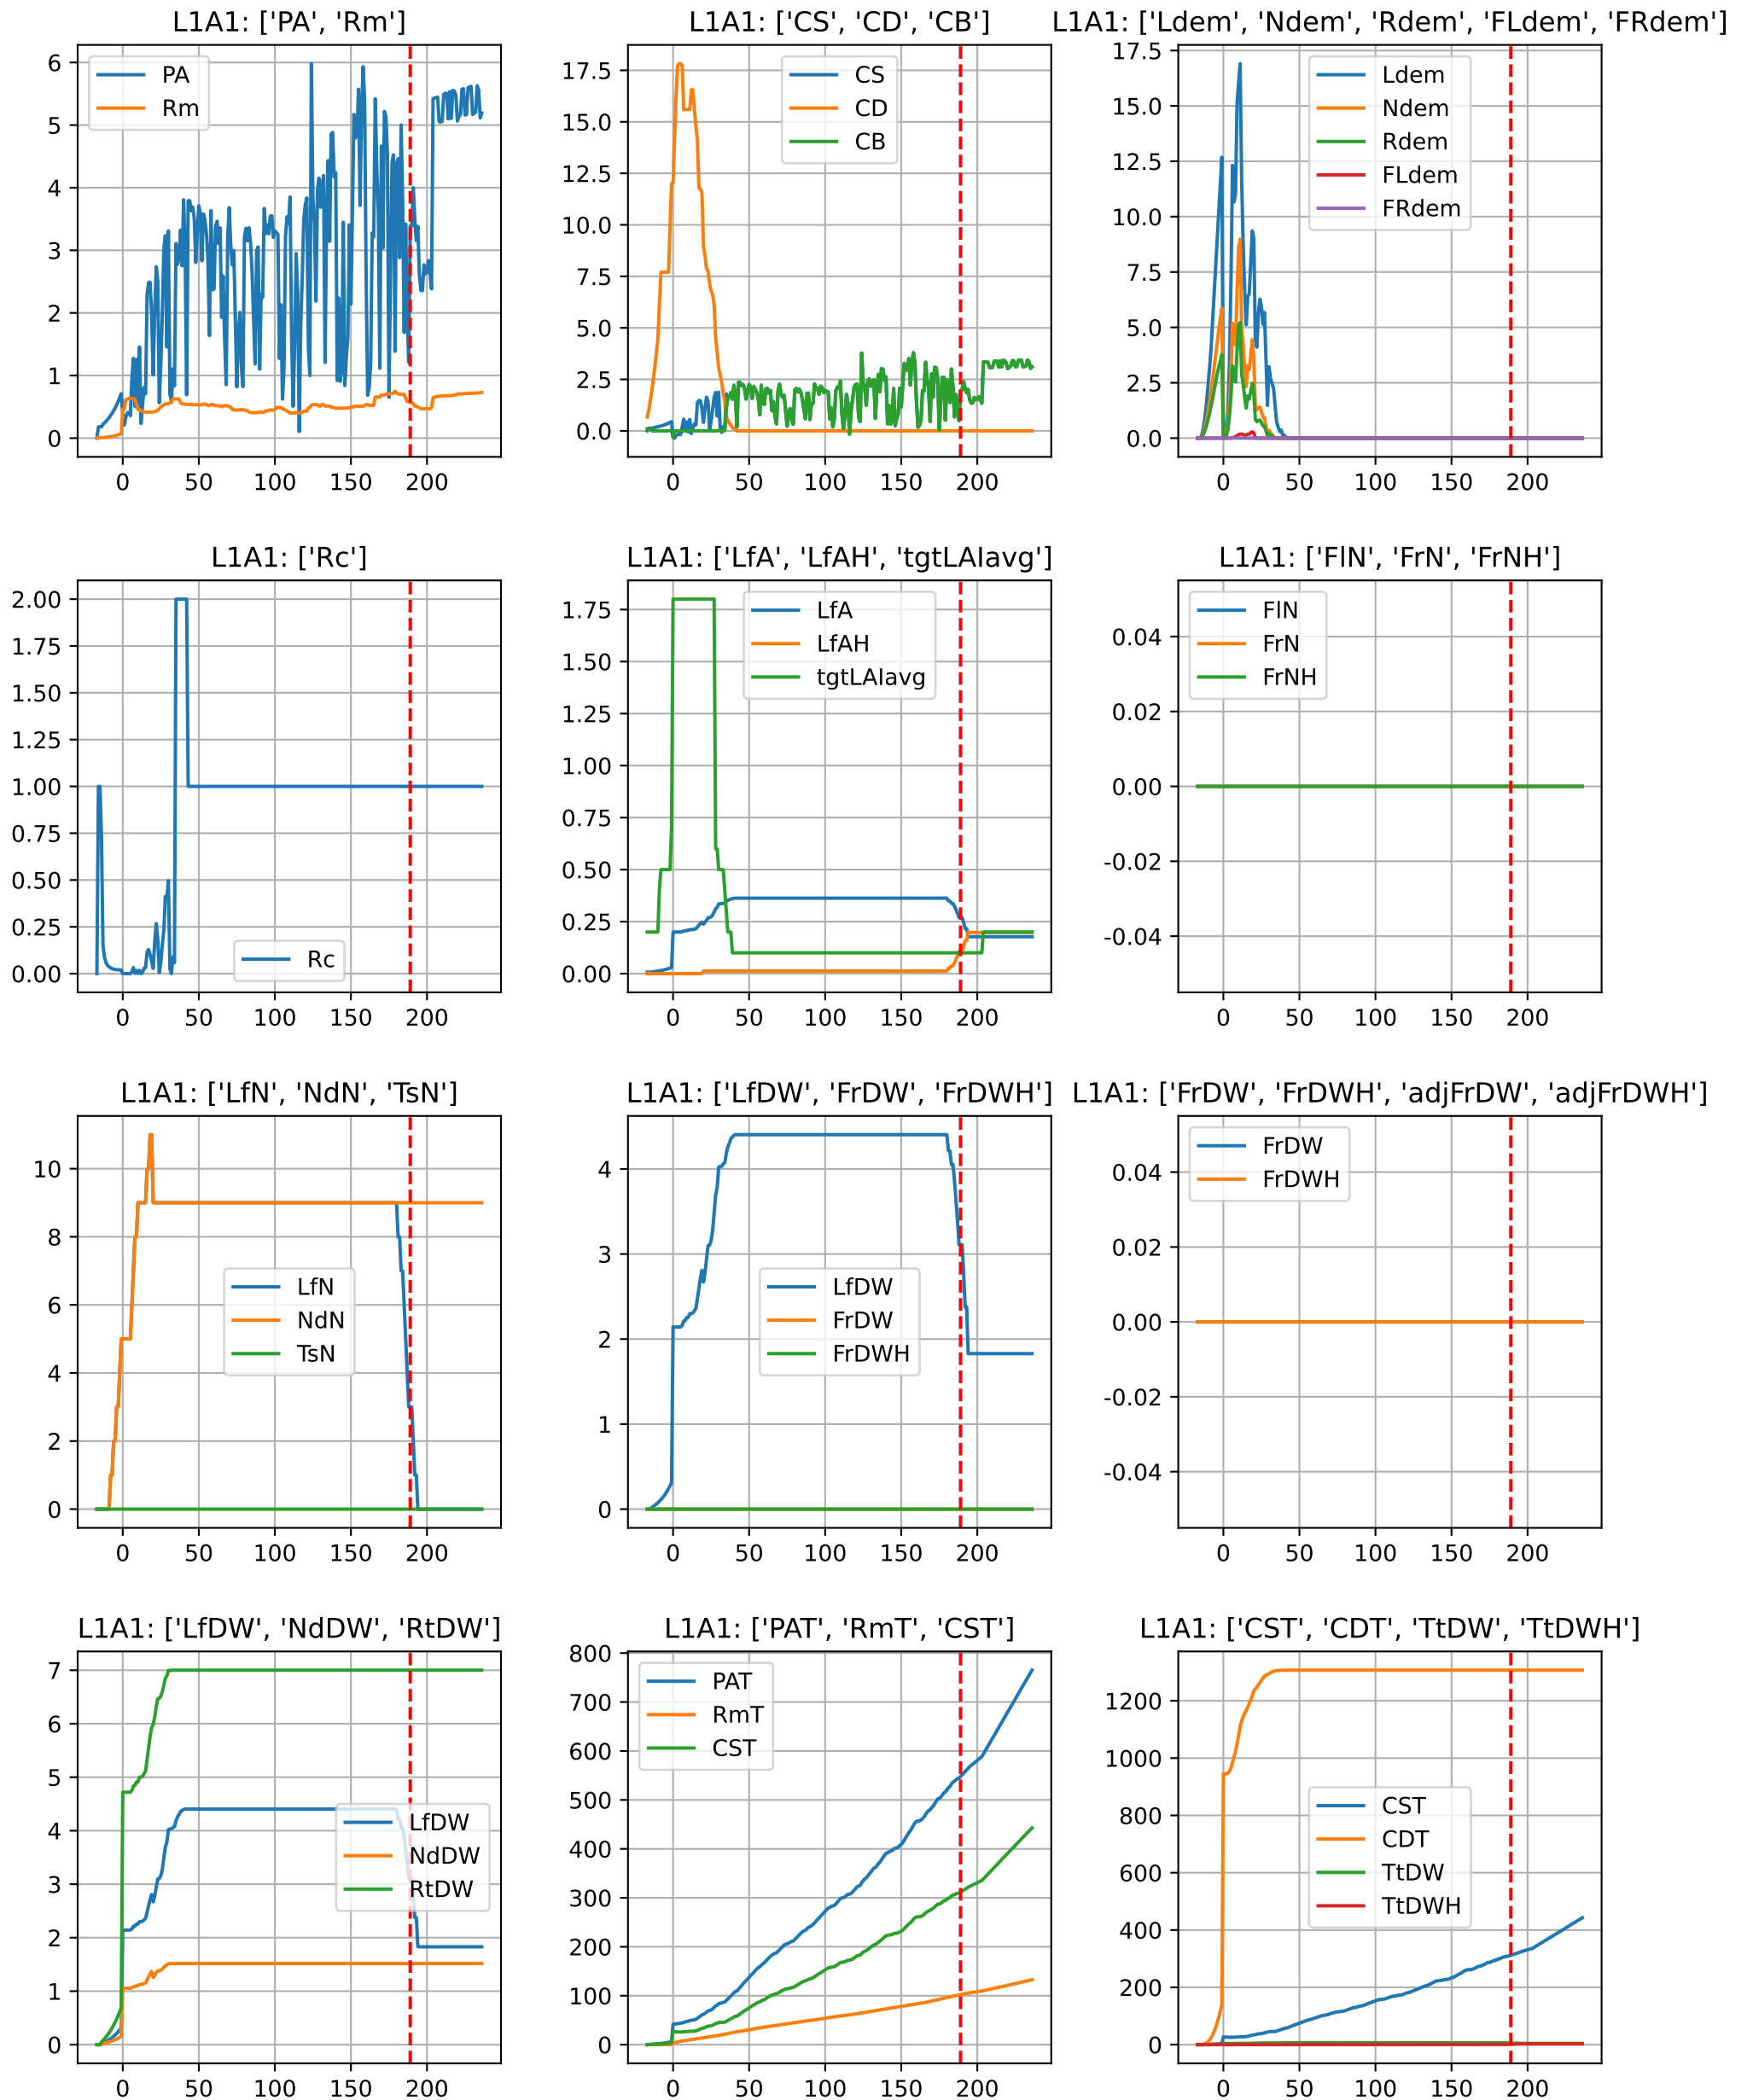 L1A1: ['PA', 'Rm']
6
5
4
3
2
1
0
PA
Rm
0 50 100 150 200
L1A1: ['CS', 'CD', 'CB']
17.5
15.0
12.5
10.0
7.5
5.0
2.5
0.0
CS
CD
CB
0 50 100 150 200
L1A1: ['Ldem', 'Ndem', 'Rdem', 'FLdem', 'FRdem']
17.5
15.0
12.5
10.0
7.5
5.0
2.5
0.0
Ldem
Ndem
Rdem
FLdem
FRdem
0 50 100 150 200
L1A1: ['Rc']
2.00
1.75
1.50
1.25
1.00
0.75
0.50
0.25
0.00
Rc
0 50 100 150 200
L1A1: ['LfA', 'LfAH', 'tgtLAIavg']
1.75
1.50
1.25
1.00
0.75
0.50
0.25
0.00
LfA
LfAH
tgtLAIavg
0 50 100 150 200
L1A1: ['FlN', 'FrN', 'FrNH']
0.04
0.02
0.00
-0.02
-0.04
FlN
FrN
FrNH
0 50 100 150 200
L1A1: ['LfN', 'NdN', 'TsN']
10
8
6
4
2
0
LfN
NdN
TsN
0 50 100 150 200
L1A1: ['LfDW', 'FrDW', 'FrDWH']
4
3
2
1
0
LfDW
FrDW
FrDWH
0 50 100 150 200
L1A1: ['FrDW', 'FrDWH', 'adjFrDW', 'adjFrDWH']
0.04
0.02
0.00
-0.02
-0.04
FrDW
FrDWH
0 50 100 150 200
L1A1: ['LfDW', 'NdDW', 'RtDW']
7
6
5
4
3
2
1
0
LfDW
NdDW
RtDW
0 50 100 150 200
L1A1: ['PAT', 'RmT', 'CST']
800
700
600
500
400
300
200
100
0
PAT
RmT
CST
0 50 100 150 200
L1A1: ['CST', 'CDT', 'TtDW', 'TtDWH']
1200
1000
800
600
400
200
0
CST
CDT
TtDW
TtDWH
0 50 100 150 200